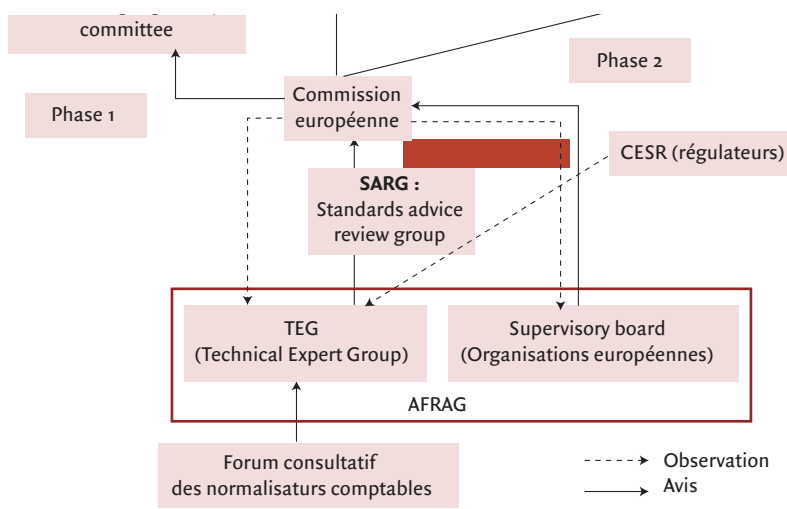 committee
Phase 2
Phase 1
Commission
européenne
CESR (régulateurs)
SARG :
Standards advice
review group
TEG
(Technical Expert Group)
Supervisory board
(Organisations européennes)
AFRAG
Forum consultatif
des normalisaturs comptables
Observation
Avis